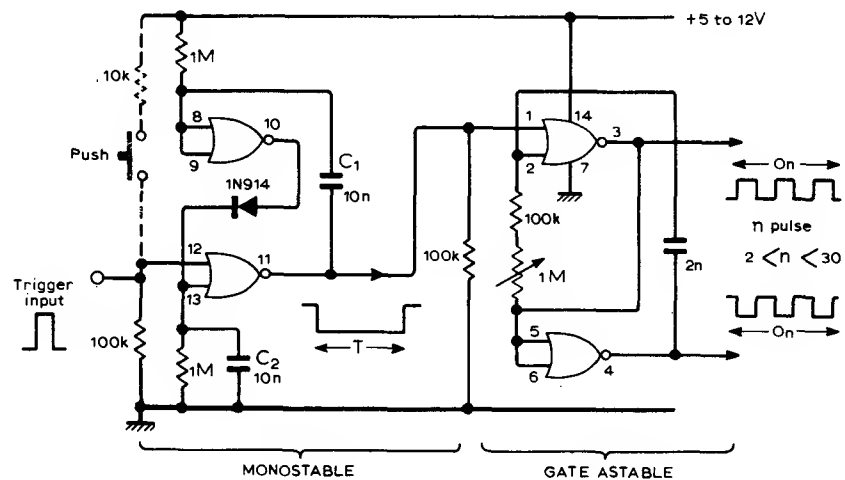 +5 to 12V
1M
10k
8
10
9
Push
C1
10n
1N914
12
11
13
Trigger
input
100k
1M
C2
10n
T
100k
1
14
3
2
7
100k
1M
2n
5
6
4
On
n pulse
2 < n < 30
On
MONOSTABLE
GATE ASTABLE